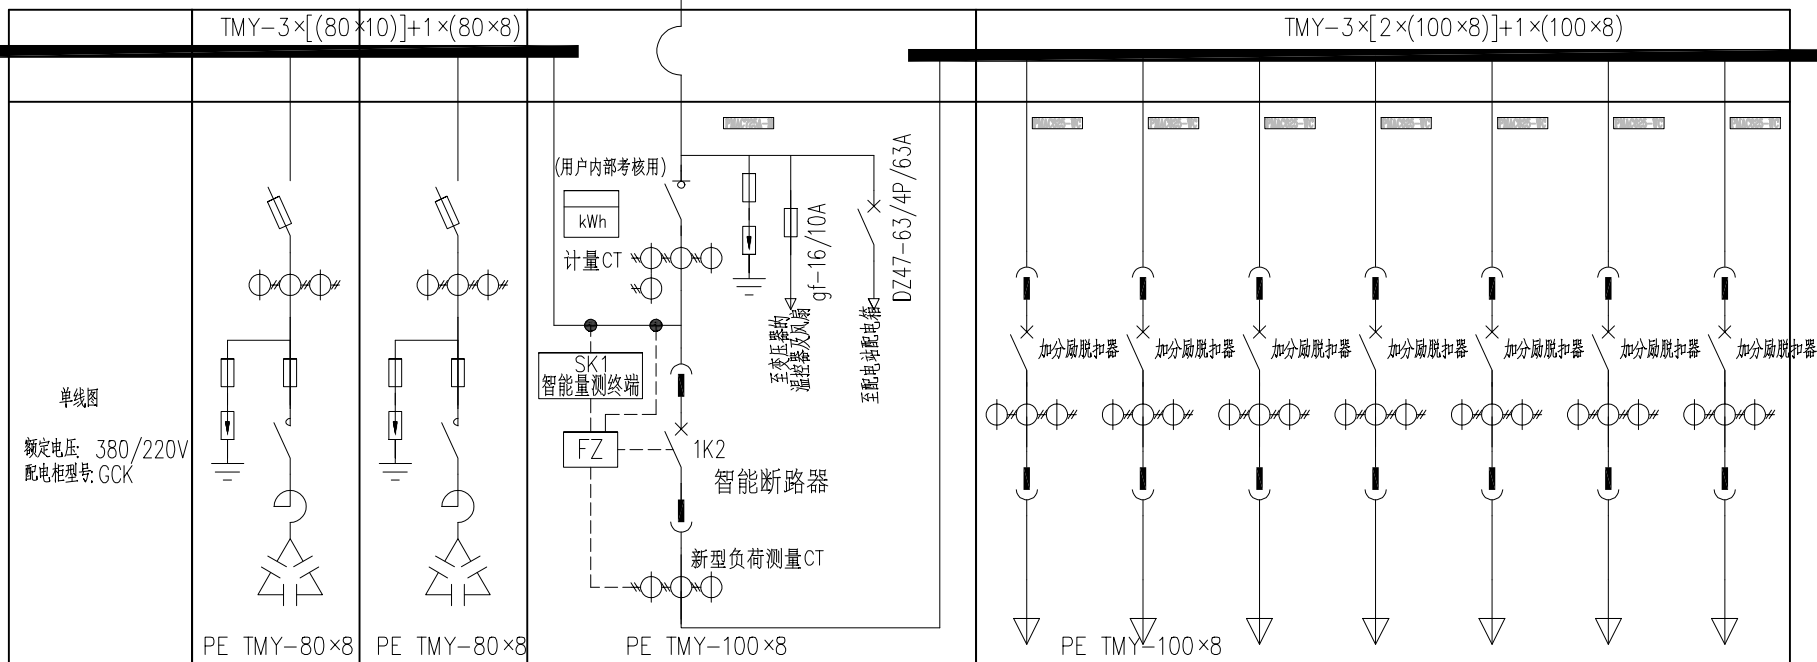 TMY-3×[(80×10)]+1×(80×8)
TMY-3×[2×(100×8)]+1×(100×8)
单线图
额定电压: 380/220V
配电柜型号: GCK
PE TMY-80×8
PE TMY-80×8
(用户内部考核用)
kWh
计量CT
SK1
智能量测终端
FZ
1K2
智能断路器
新型负荷测量CT
gf-16/10A
至变压器的
温控器及风扇
DZ47-63/4P/63A
至配电站配电箱
PE TMY-100×8
加分励脱扣器
加分励脱扣器
加分励脱扣器
加分励脱扣器
加分励脱扣器
加分励脱扣器
加分励脱扣器
PE TMY-100×8